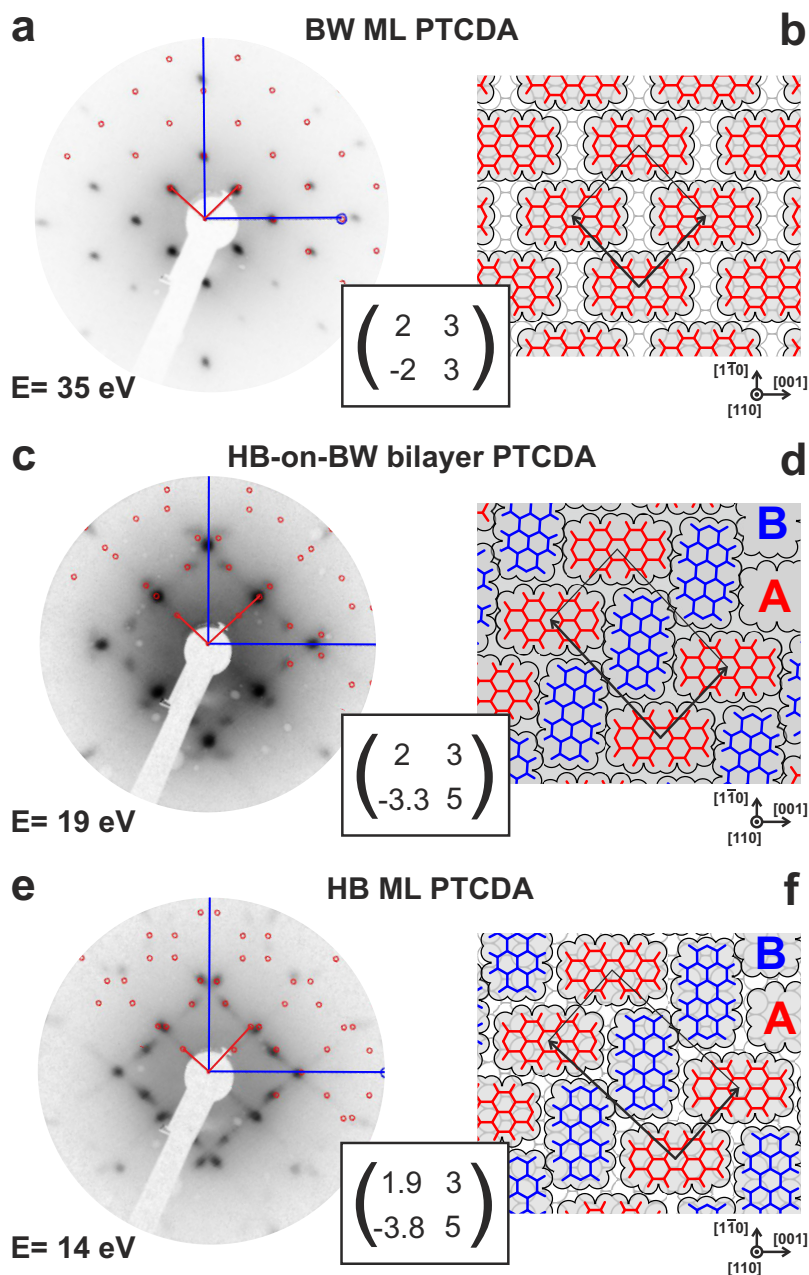 a
BW ML PTCDA
b
E= 35 eV
( 2 3
-2 3 )
[11̅0]
[001]
[110]
c
HB-on-BW bilayer PTCDA
d
B
A
E= 19 eV
( 2 3
-3.3 5 )
[11̅0]
[001]
[110]
e
HB ML PTCDA
f
B
A
E= 14 eV
( 1.9 3
-3.8 5 )
[11̅0]
[001]
[110]